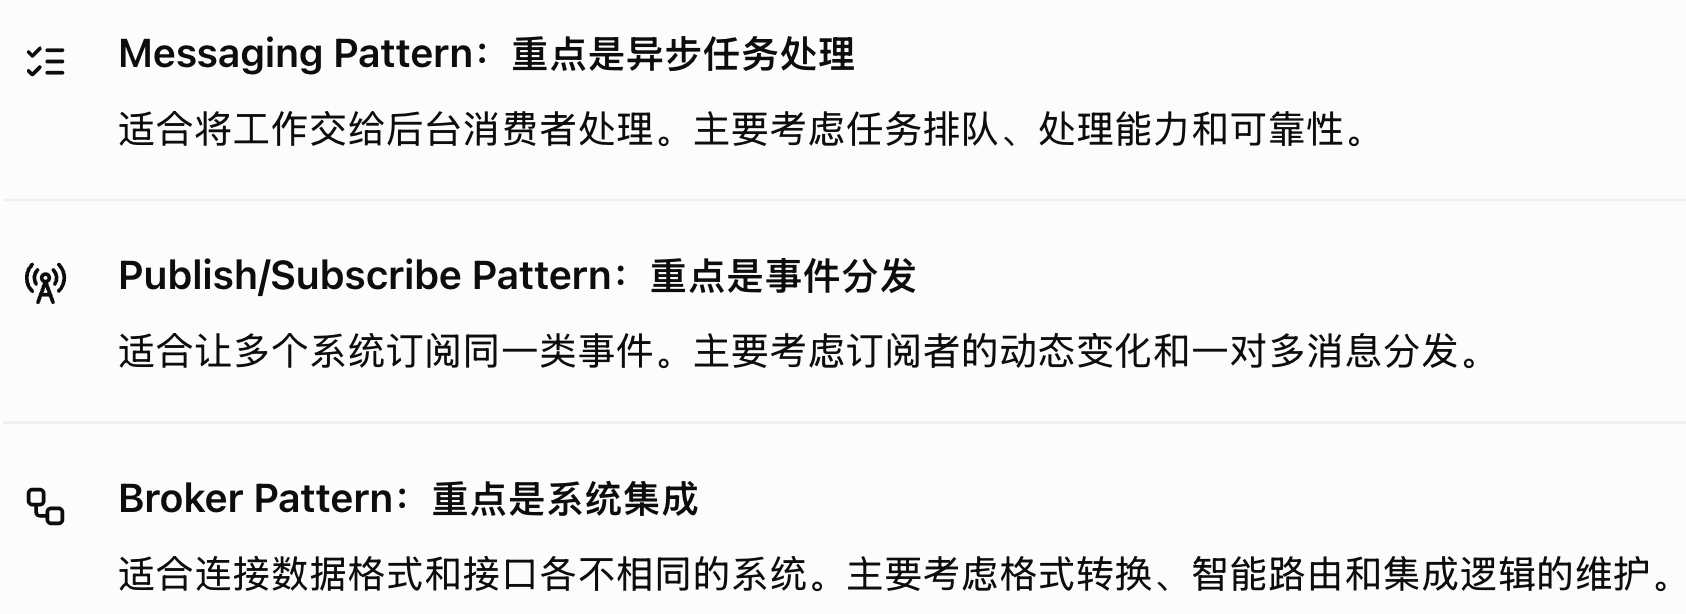 Messaging Pattern：重点是异步任务处理
适合将工作交给后台消费者处理。主要考虑任务排队、处理能力和可靠性。
Publish/Subscribe Pattern：重点是事件分发
适合让多个系统订阅同一类事件。主要考虑订阅者的动态变化和一对多消息分发。
Broker Pattern：重点是系统集成
适合连接数据格式和接口各不相同的系统。主要考虑格式转换、智能路由和集成逻辑的维护。